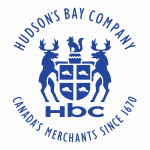 HUDSON'S BAY COMPANY
Hbc
CANADA'S MERCHANTS SINCE 1670